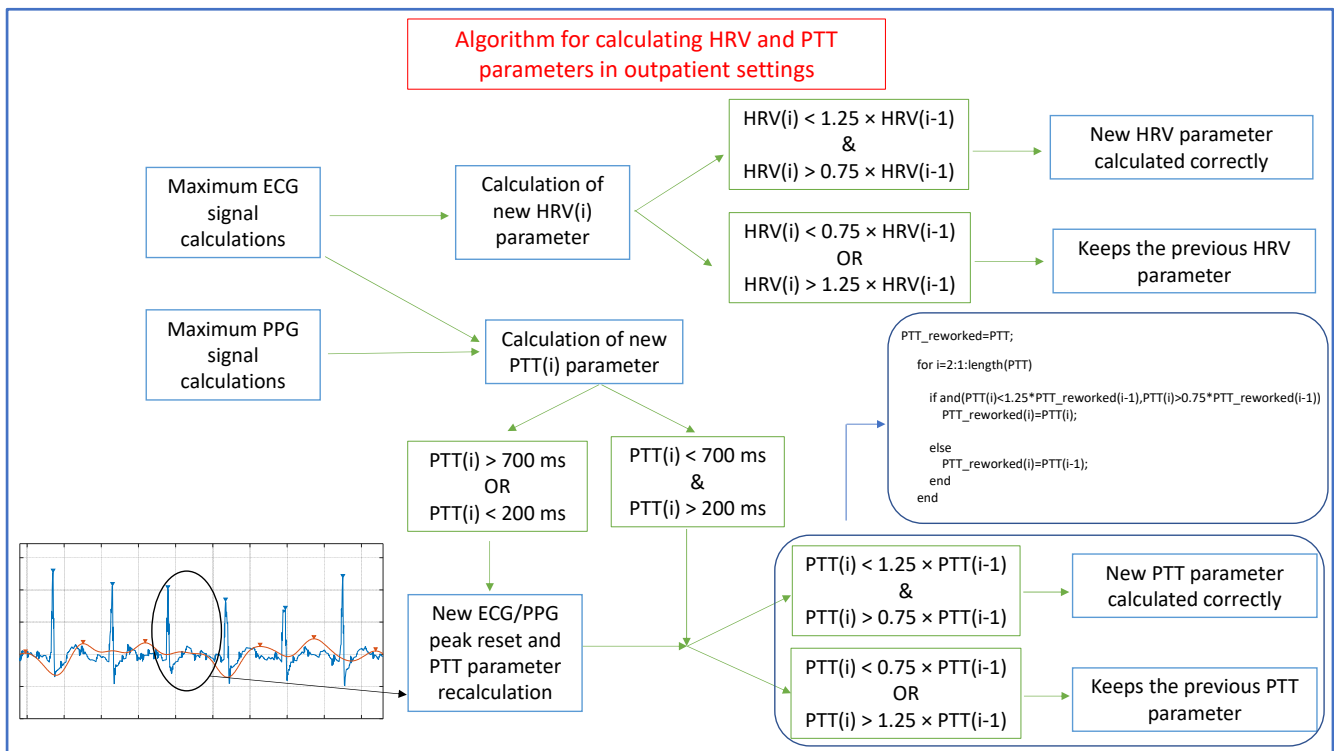 Algorithm for calculating HRV and PTT
parameters in outpatient settings
Maximum ECG
signal
calculations
Calculation of
new HRV(i)
parameter
HRV(i) < 1.25 × HRV(i-1)
&
HRV(i) > 0.75 × HRV(i-1)
New HRV parameter
calculated correctly
HRV(i) < 0.75 × HRV(i-1)
OR
HRV(i) > 1.25 × HRV(i-1)
Keeps the previous HRV
parameter
Maximum PPG
signal
calculations
Calculation of new
PTT(i) parameter
PTT_reworked=PTT;
for i=2:1:length(PTT)
if and(PTT(i)<1.25*PTT_reworked(i-1),PTT(i)>0.75*PTT_reworked(i-1))
PTT_reworked(i)=PTT(i);
else
PTT_reworked(i)=PTT(i-1);
end
end
PTT(i) > 700 ms
OR
PTT(i) < 200 ms
PTT(i) < 700 ms
&
PTT(i) > 200 ms
New ECG/PPG
peak reset and
PTT parameter
recalculation
PTT(i) < 1.25 × PTT(i-1)
&
PTT(i) > 0.75 × PTT(i-1)
New PTT parameter
calculated correctly
PTT(i) < 0.75 × PTT(i-1)
OR
PTT(i) > 1.25 × PTT(i-1)
Keeps the previous PTT
parameter